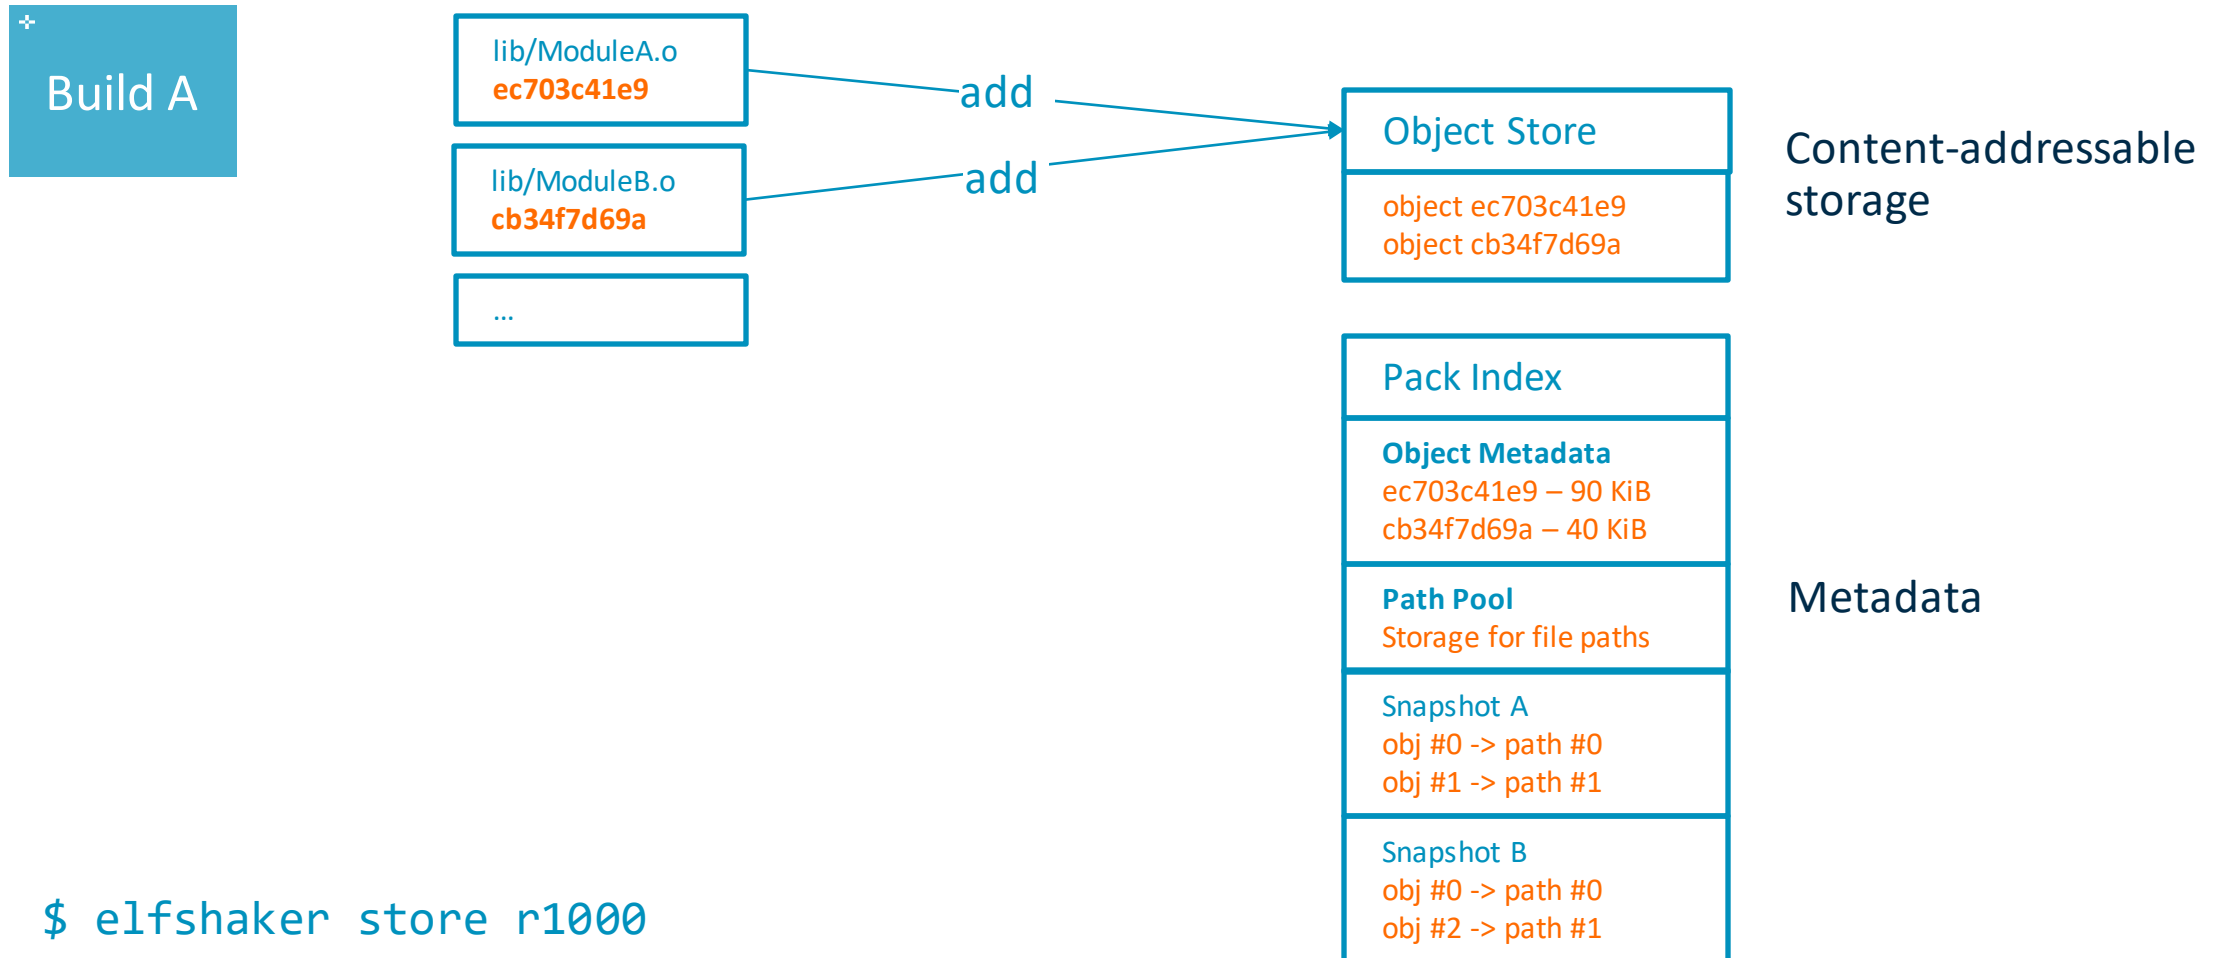 Build A
lib/ModuleA.o
ec703c41e9
lib/ModuleB.o
cb34f7d69a
...
add
add
Object Store
object ec703c41e9
object cb34f7d69a
Content-addressable
storage
Pack Index
Object Metadata
ec703c41e9 – 90 KiB
cb34f7d69a – 40 KiB
Path Pool
Storage for file paths
Metadata
Snapshot A
obj #0 -> path #0
obj #1 -> path #1
Snapshot B
obj #0 -> path #0
obj #2 -> path #1
$ elfshaker store r1000